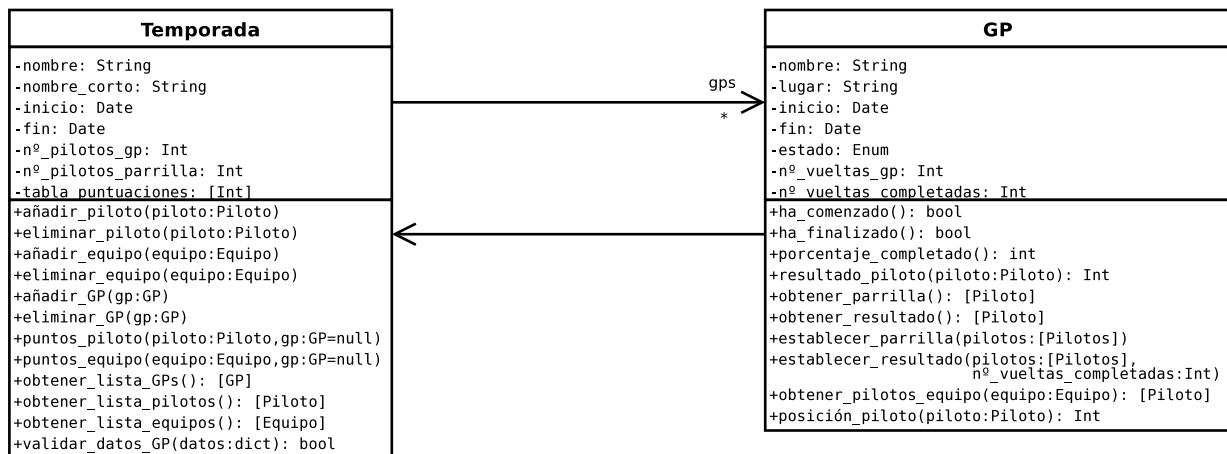 Temporada
-nombre: String
-nombre_corto: String
-inicio: Date
-fin: Date
-nº_pilotos_gp: Int
-nº_pilotos_parrilla: Int
-tabla_puntuaciones: [Int]
+añadir_piloto(piloto:Piloto)
+eliminar_piloto(piloto:Piloto)
+añadir_equipo(equipo:Equipo)
+eliminar_equipo(equipo:Equipo)
+añadir_GP(gp:GP)
+eliminar_GP(gp:GP)
+puntos_piloto(piloto:Piloto,gp:GP=null)
+puntos_equipo(equipo:Equipo,gp:GP=null)
+obtener_lista_GPs(): [GP]
+obtener_lista_pilotos(): [Piloto]
+obtener_lista_equipos(): [Equipo]
+validar_datos_GP(datos:dict): bool
gps
*
GP
-nombre: String
-lugar: String
-inicio: Date
-fin: Date
-estado: Enum
-nº_vueltas_gp: Int
-nº_vueltas_completadas: Int
+ha_comenzado(): bool
+ha_finalizado(): bool
+porcentaje_completado(): int
+resultado_piloto(piloto:Piloto): Int
+obtener_parrilla(): [Piloto]
+obtener_resultado(): [Piloto]
+establecer_parrilla(pilotos:[Pilotos])
+establecer_resultado(pilotos:[Pilotos],
nº_vueltas_completadas:Int)
+obtener_pilotos_equipo(equipo:Equipo): [Piloto]
+posición_piloto(piloto:Piloto): Int